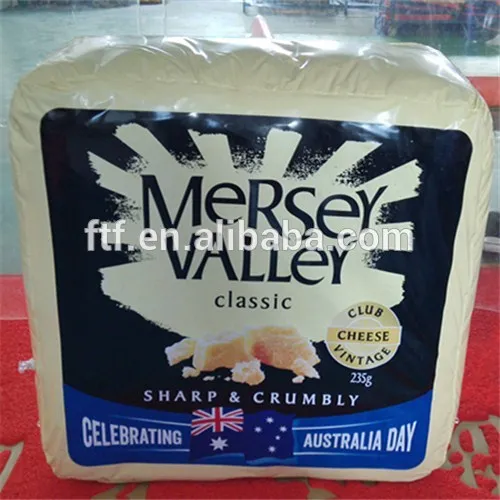 MERSEY
VALLEY
ftf.en.alibaba.com
classic
CLUB
CHEESE
VINTAGE
235g
SHARP & CRUMBLY
CELEBRATING AUSTRALIA DAY